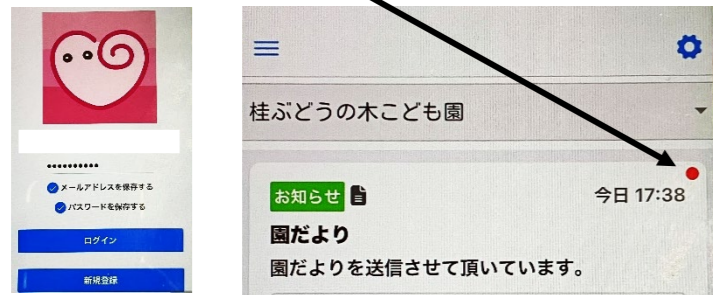 ••••••••••
メールアドレスを保存する
パスワードを保存する
ログイン
新規登録
桂ぶどうの木こども園
お知らせ
今日 17:38
園だより
園だよりを送信させて頂いています。